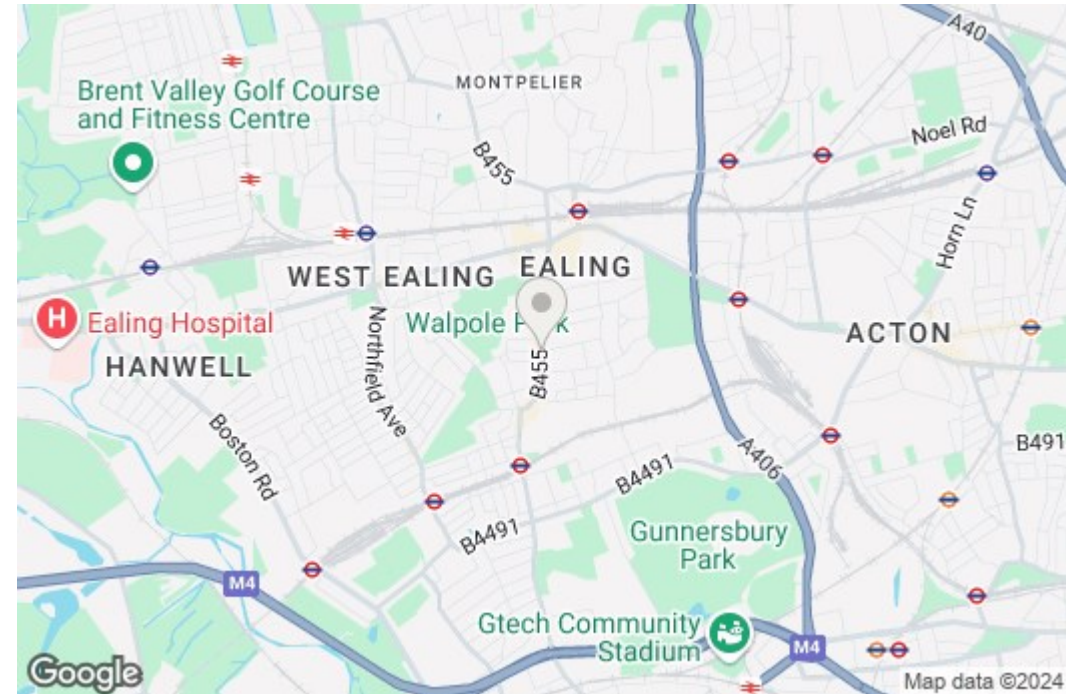 A40
MONTPELIER
Brent Valley Golf Course
and Fitness Centre
Noel Rd
B455
Horn Ln
WEST EALING
EALING
H
Ealing Hospital
Northfield Ave
Walpole P k
B455
ACTON
HANWELL
Boston Rd
A406
B491
B4491
B4491
Gunnersbury
Park
M4
Gtech Community
Stadium
M4
Google
Map data ©2024